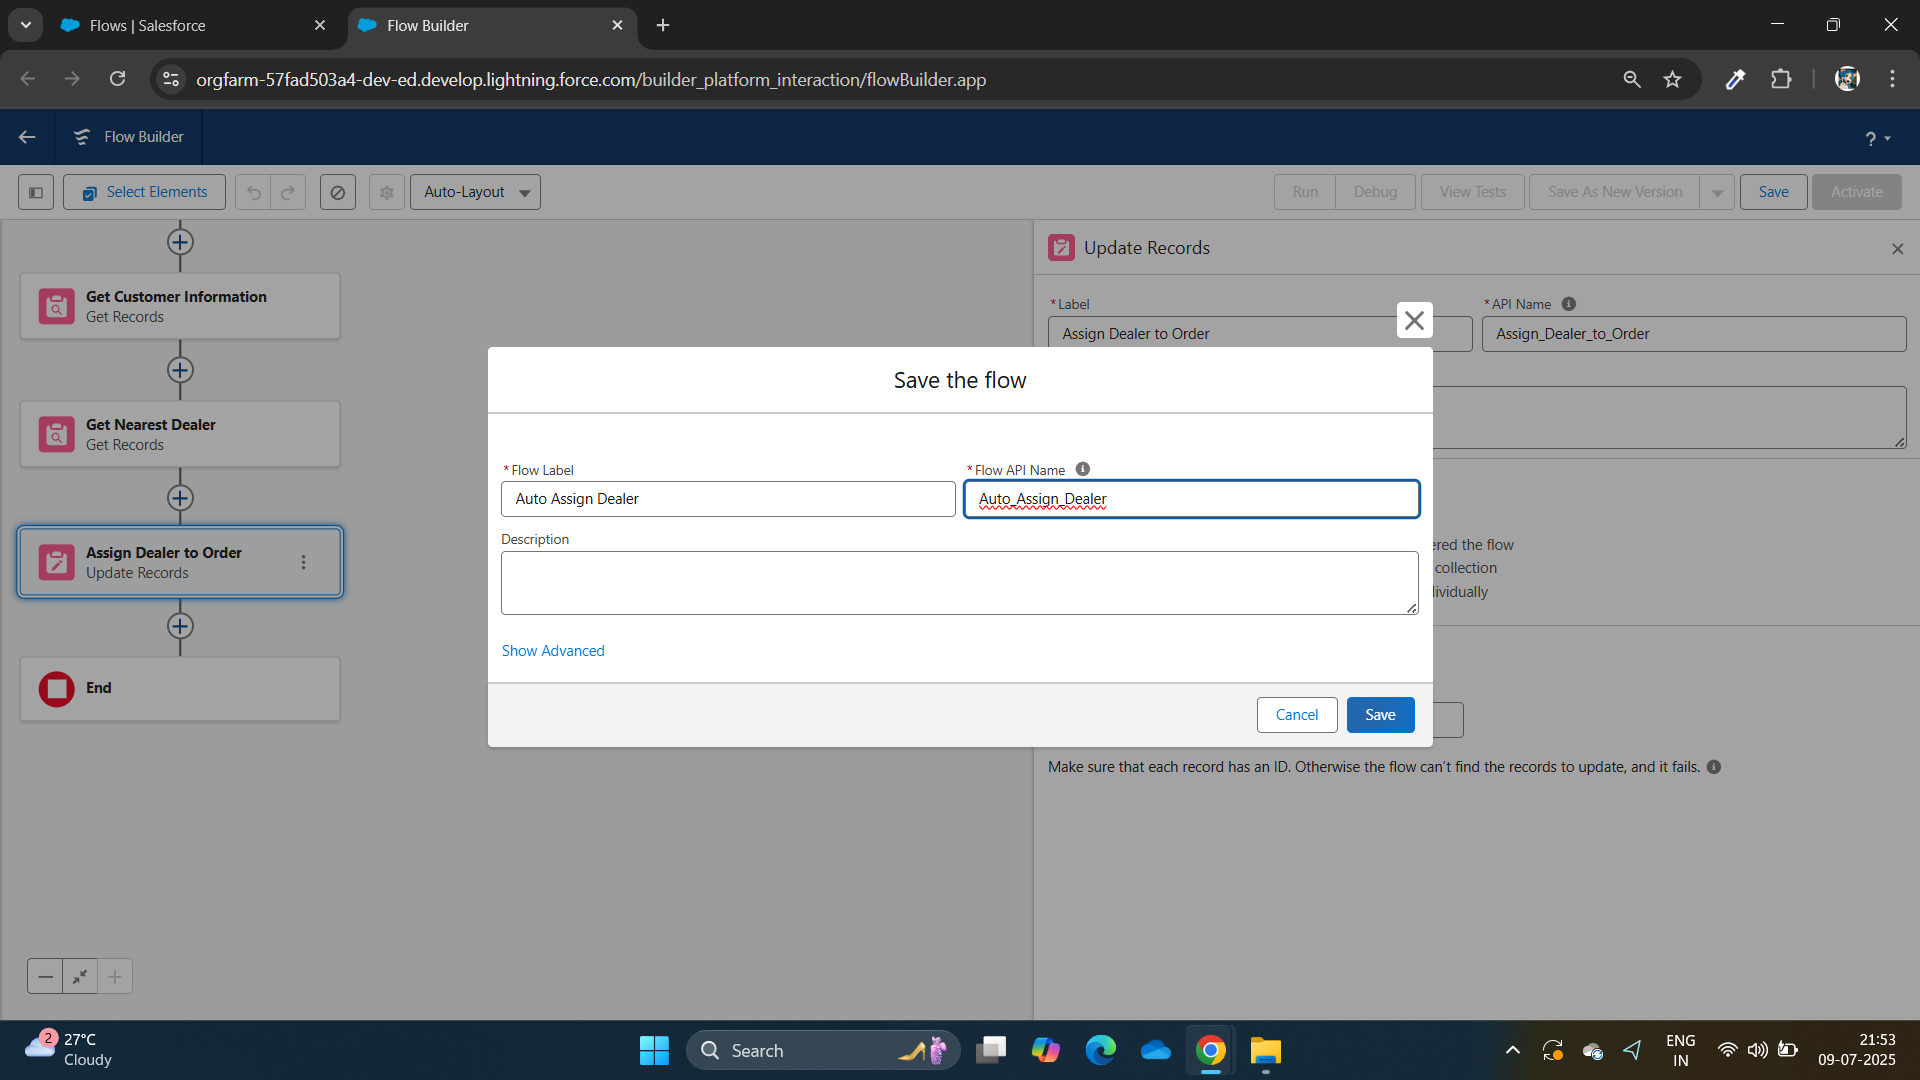 Flows | Salesforce
Flow Builder
orgfarm-57fad503a4-dev-ed.develop.lightning.force.com/builder_platform_interaction/flowBuilder.app
Flow Builder
?
Select Elements
Auto-Layout
Run
Debug
View Tests
Save As New Version
Save
Activate
Get Customer Information
Get Records
Get Nearest Dealer
Get Records
Assign Dealer to Order
Update Records
End
Update Records
* Label
* API Name
Assign Dealer to Order
Assign_Dealer_to_Order
Save the flow
* Flow Label
* Flow API Name
Auto Assign Dealer
Auto_Assign_Dealer
Description
Show Advanced
Cancel
Save
ered the flow
collection
lividually
Make sure that each record has an ID. Otherwise the flow can't find the records to update, and it fails.
2
27°C
Cloudy
Search
ENG
IN
21:53
09-07-2025